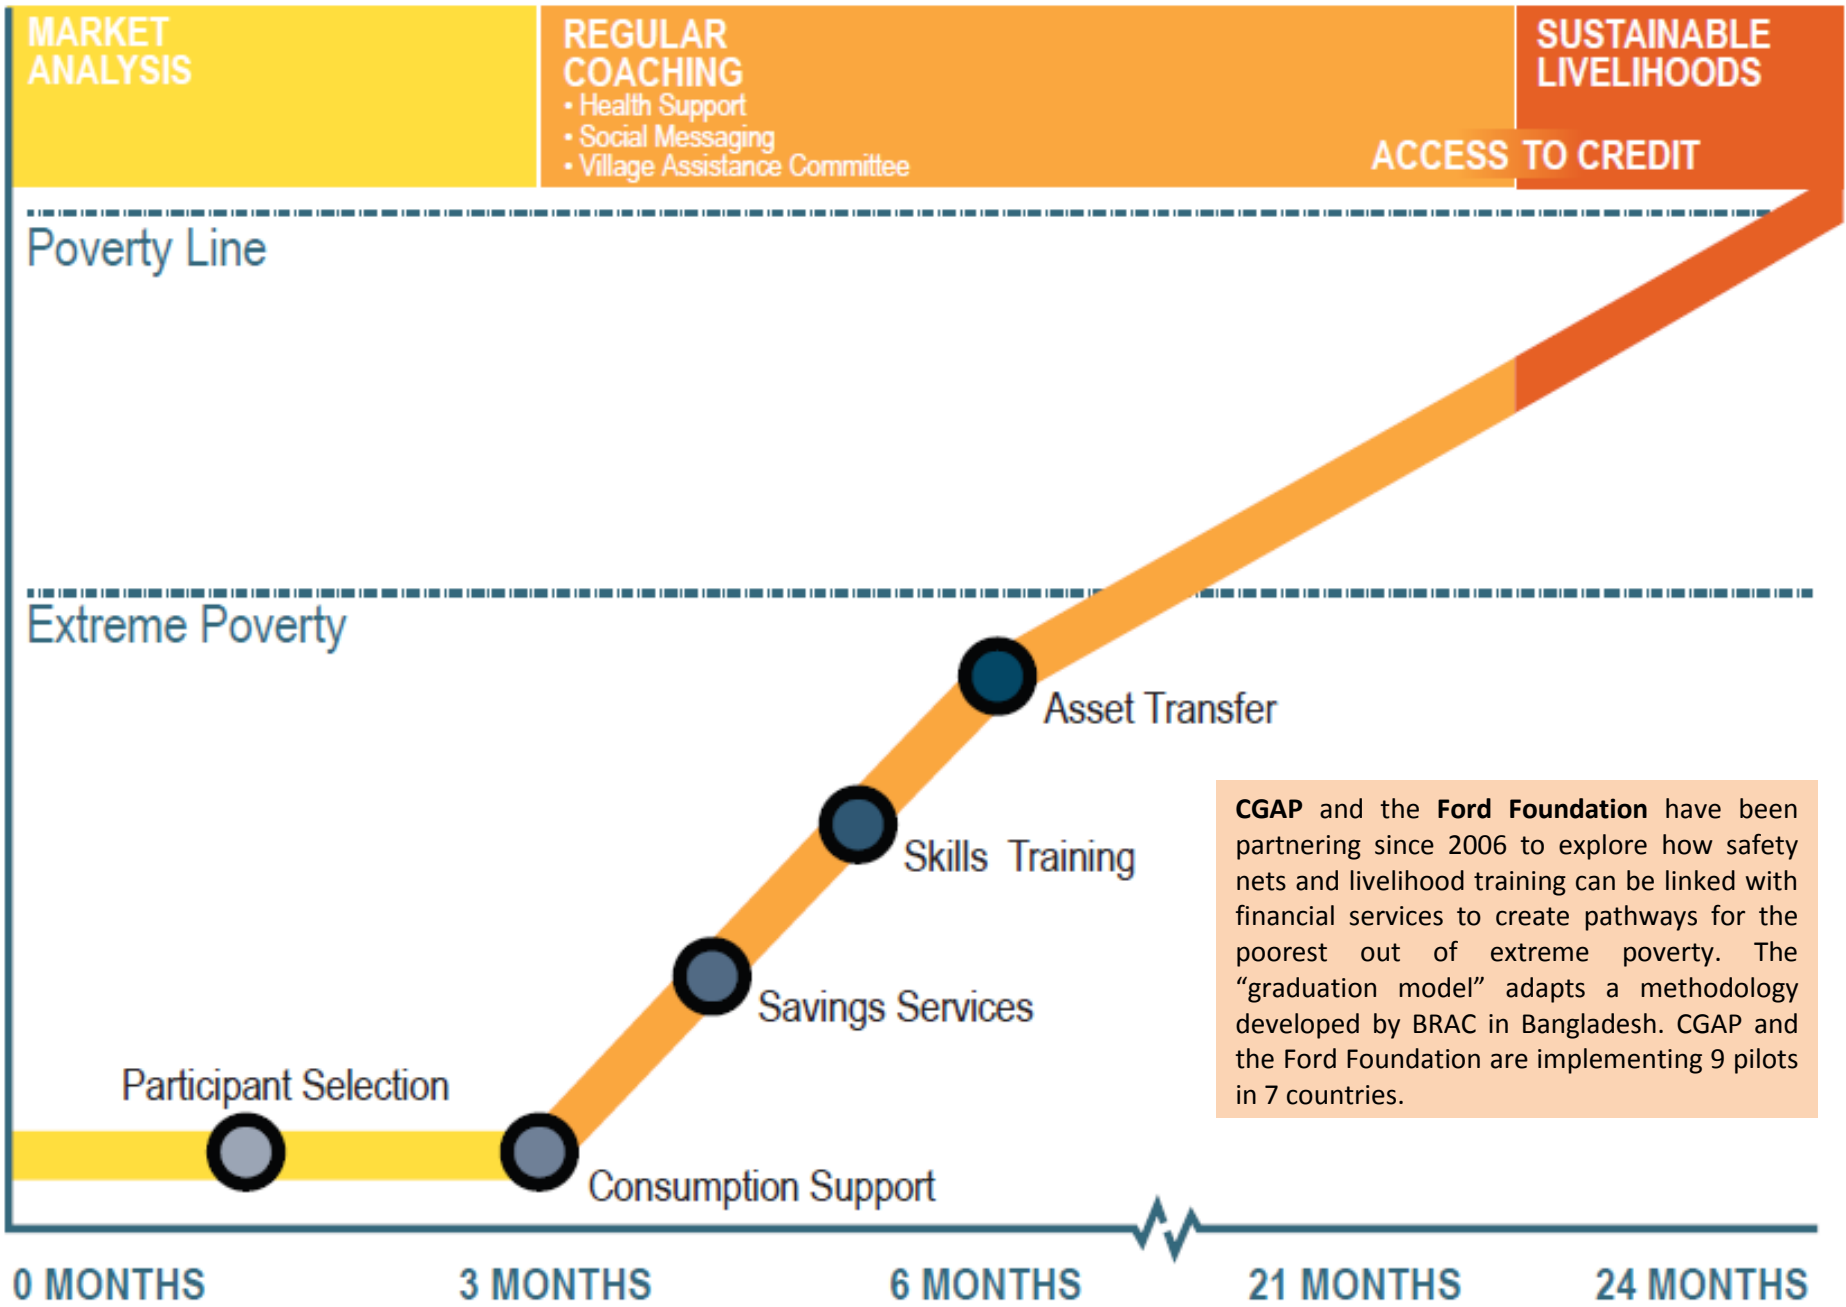 MARKET
ANALYSIS
REGULAR
COACHING
• Health Support
• Social Messaging
• Village Assistance Committee
SUSTAINABLE
LIVELIHOODS
ACCESS TO CREDIT
Poverty Line
Extreme Poverty
Asset Transfer
Skills Training
Savings Services
Participant Selection
Consumption Support
CGAP and the Ford Foundation have been
partnering since 2006 to explore how safety
nets and livelihood training can be linked with
financial services to create pathways for the
poorest out of extreme poverty. The
“graduation model” adapts a methodology
developed by BRAC in Bangladesh. CGAP and
the Ford Foundation are implementing 9 pilots
in 7 countries.
0 MONTHS
3 MONTHS
6 MONTHS
21 MONTHS
24 MONTHS